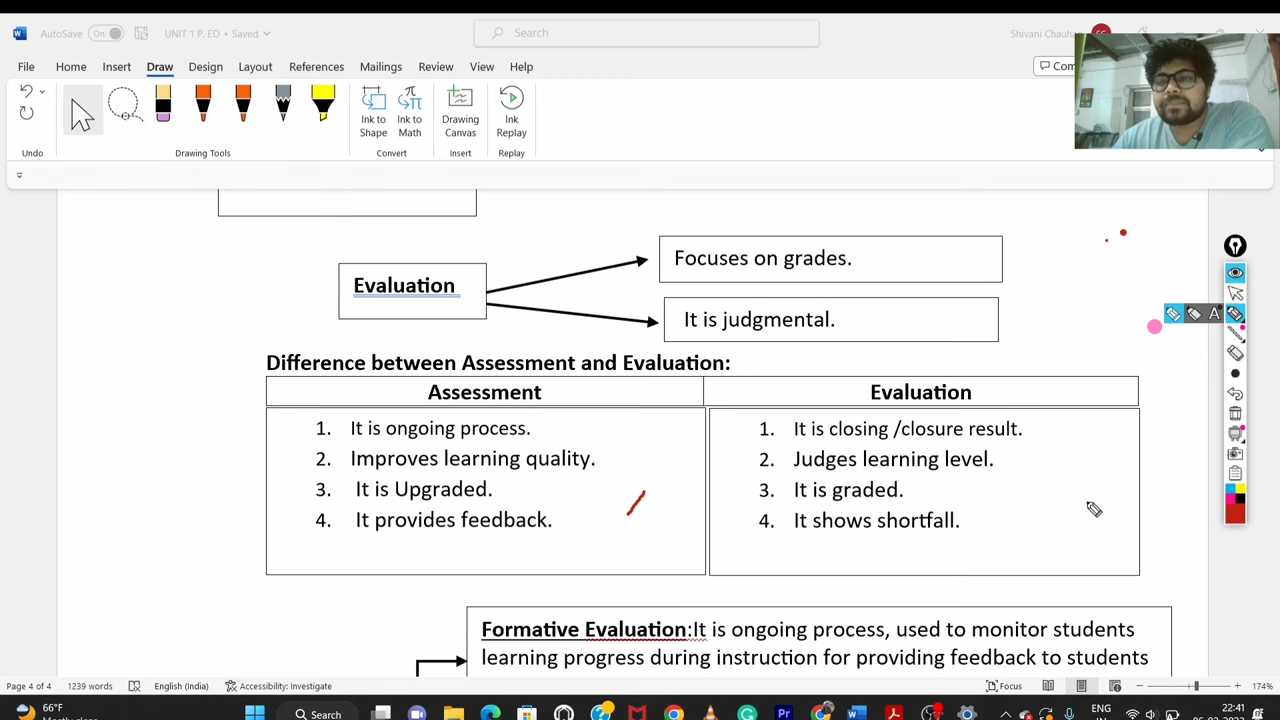 AutoSave On UNIT 1 P. ED • Saved Search Shivani Chauha
File Home Insert Draw Design Layout References Mailings Review View Help Com
Ink to Shape
Ink to Math
Drawing Canvas
Ink Replay
Undo Drawing Tools Convert Insert Replay
Evaluation
Focuses on grades.
It is judgmental.
Difference between Assessment and Evaluation:
Assessment Evaluation
1. It is ongoing process.
2. Improves learning quality.
3. It is Upgraded.
4. It provides feedback.
1. It is closing /closure result.
2. Judges learning level.
3. It is graded.
4. It shows shortfall.
A
Formative Evaluation:It is ongoing process, used to monitor students
learning progress during instruction for providing feedback to students
Page 4 of 4 1239 words English (India) Accessibility: Investigate Focus 174%
66°F Search ENG 22:41